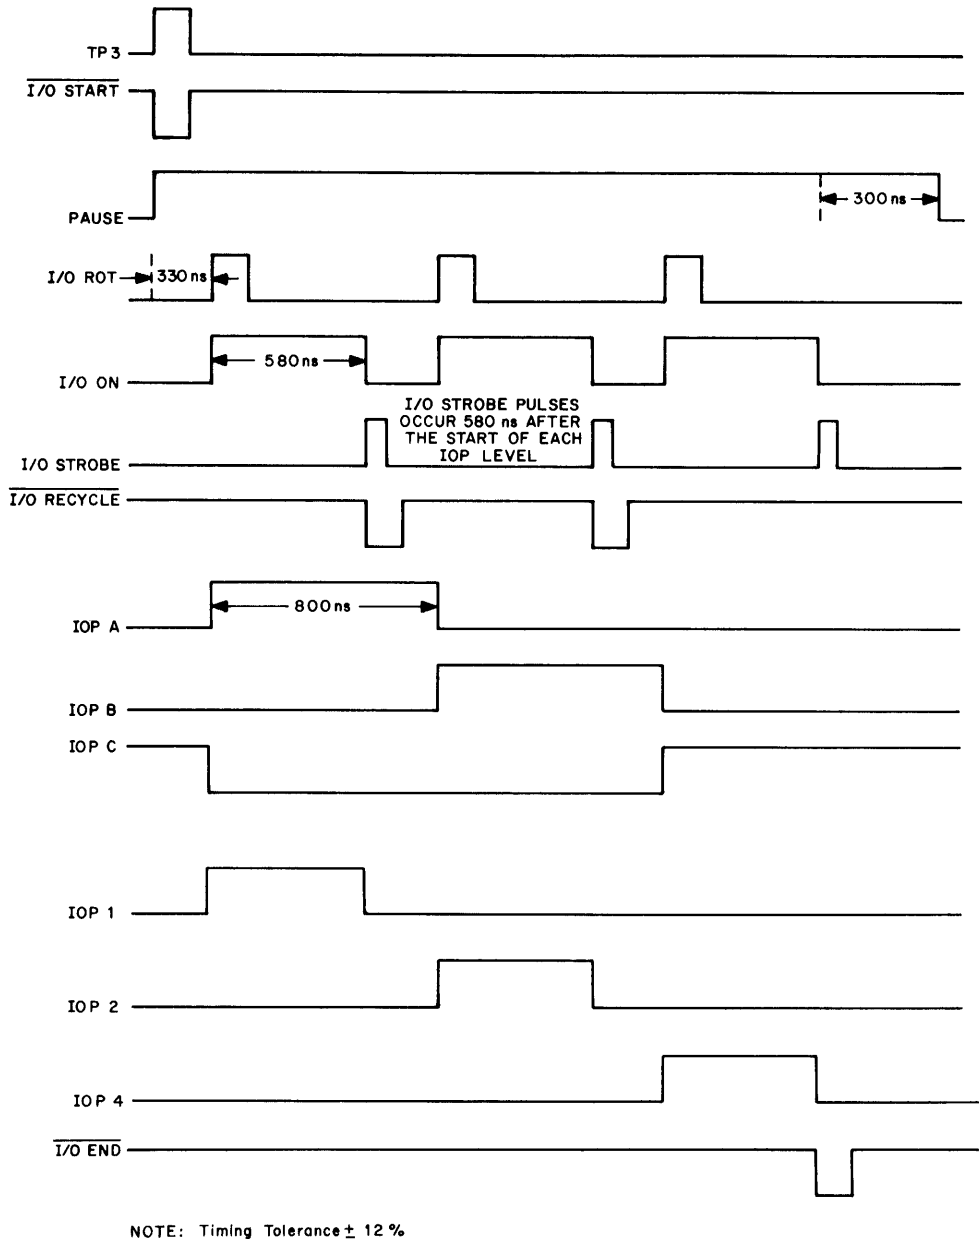 TP3
I/O START
PAUSE
300 ns
I/O ROT
330 ns
580 ns
I/O ON
I/O STROBE PULSES
OCCUR 580 ns AFTER
THE START OF EACH
IOP LEVEL
I/O STROBE
I/O RECYCLE
800 ns
IOP A
IOP B
IOP C
IOP 1
IOP 2
IOP 4
I/O END
NOTE: Timing Tolerance ± 12 %